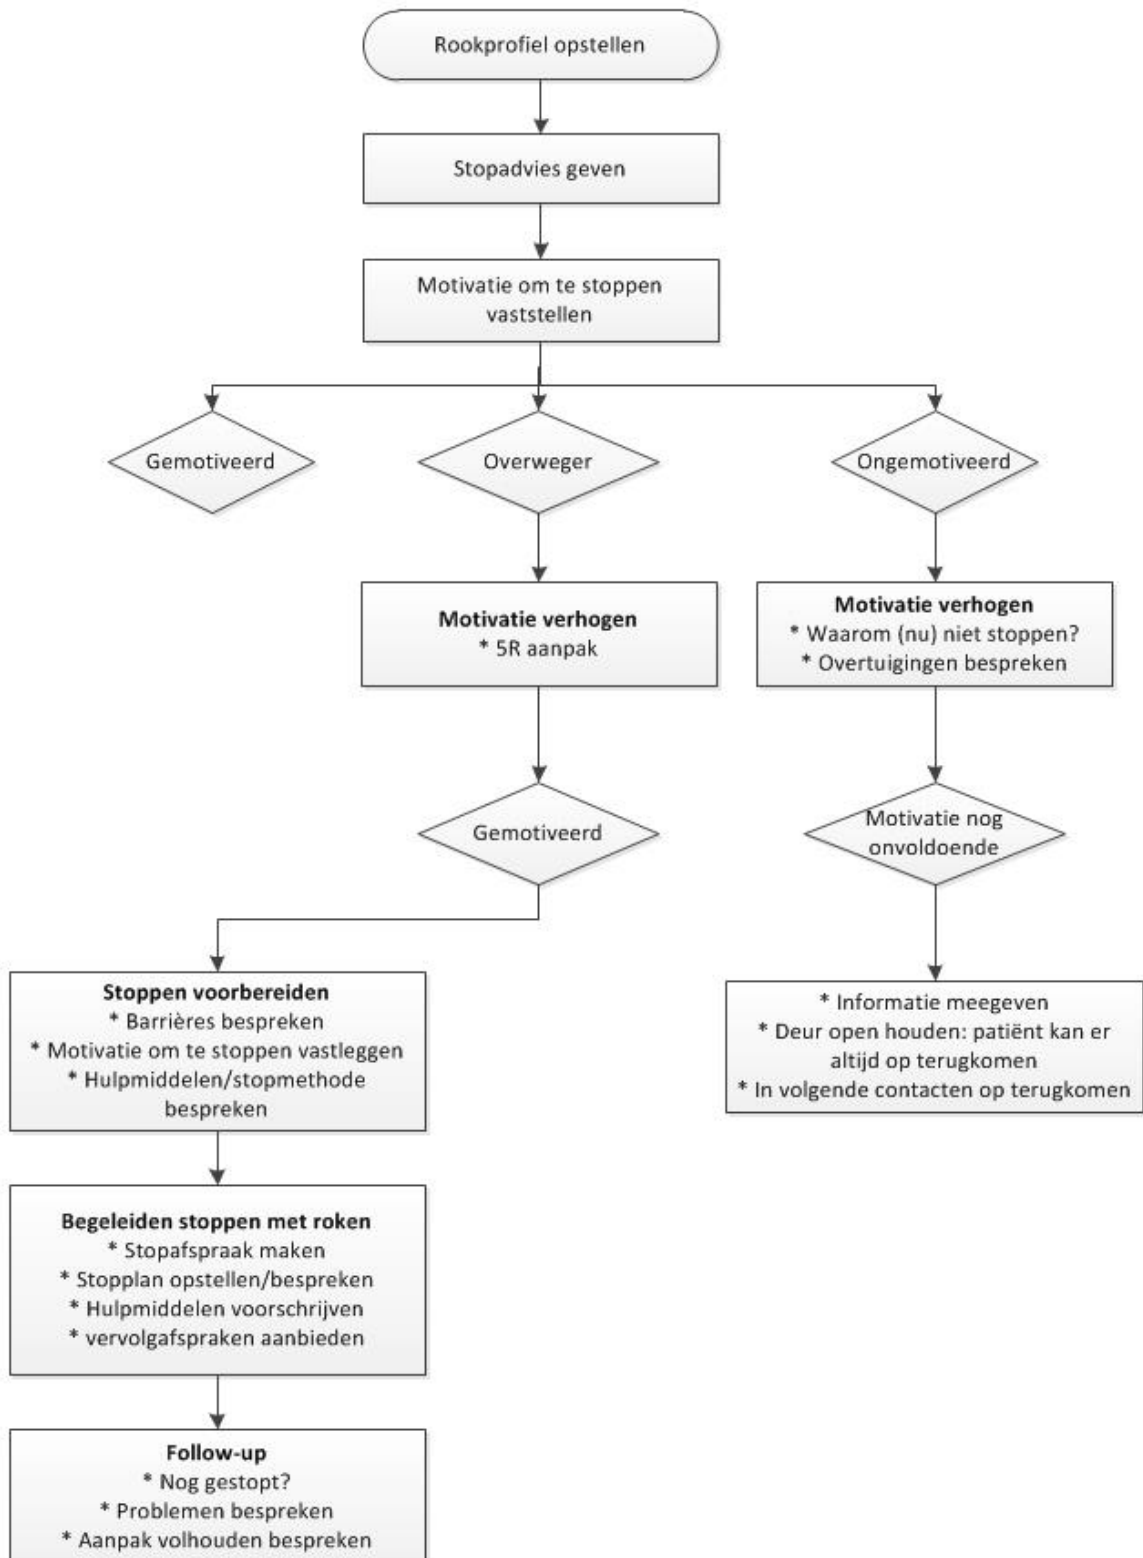 Rookprofiel opstellen
Stopadvies geven
Motivatie om te stoppen
vaststellen
Gemotiveerd
Overweger
Ongemotiveerd
Motivatie verhogen
* 5R aanpak
Motivatie verhogen
* Waarom (nu) niet stoppen?
* Overtuigingen bespreken
Gemotiveerd
Motivatie nog
onvoldoende
Stoppen voorbereiden
* Barrières bespreken
* Motivatie om te stoppen vastleggen
* Hulpmiddelen/stopmethode
bespreken
* Informatie meegeven
* Deur open houden: patiënt kan er
altijd op terugkomen
* In volgende contacten op terugkomen
Begeleiden stoppen met roken
* Stopafspraak maken
* Stopplan opstellen/bespreken
* Hulpmiddelen voorschrijven
* vervolgafspraken aanbieden
Follow-up
* Nog gestopt?
* Problemen bespreken
* Aanpak volhouden bespreken